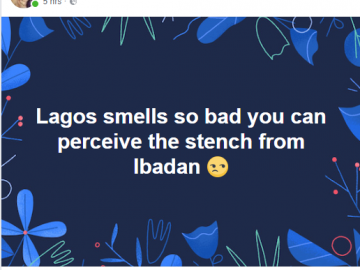 5 hrs ·
Lagos smells so bad you can
perceive the stench from
Ibadan 😒